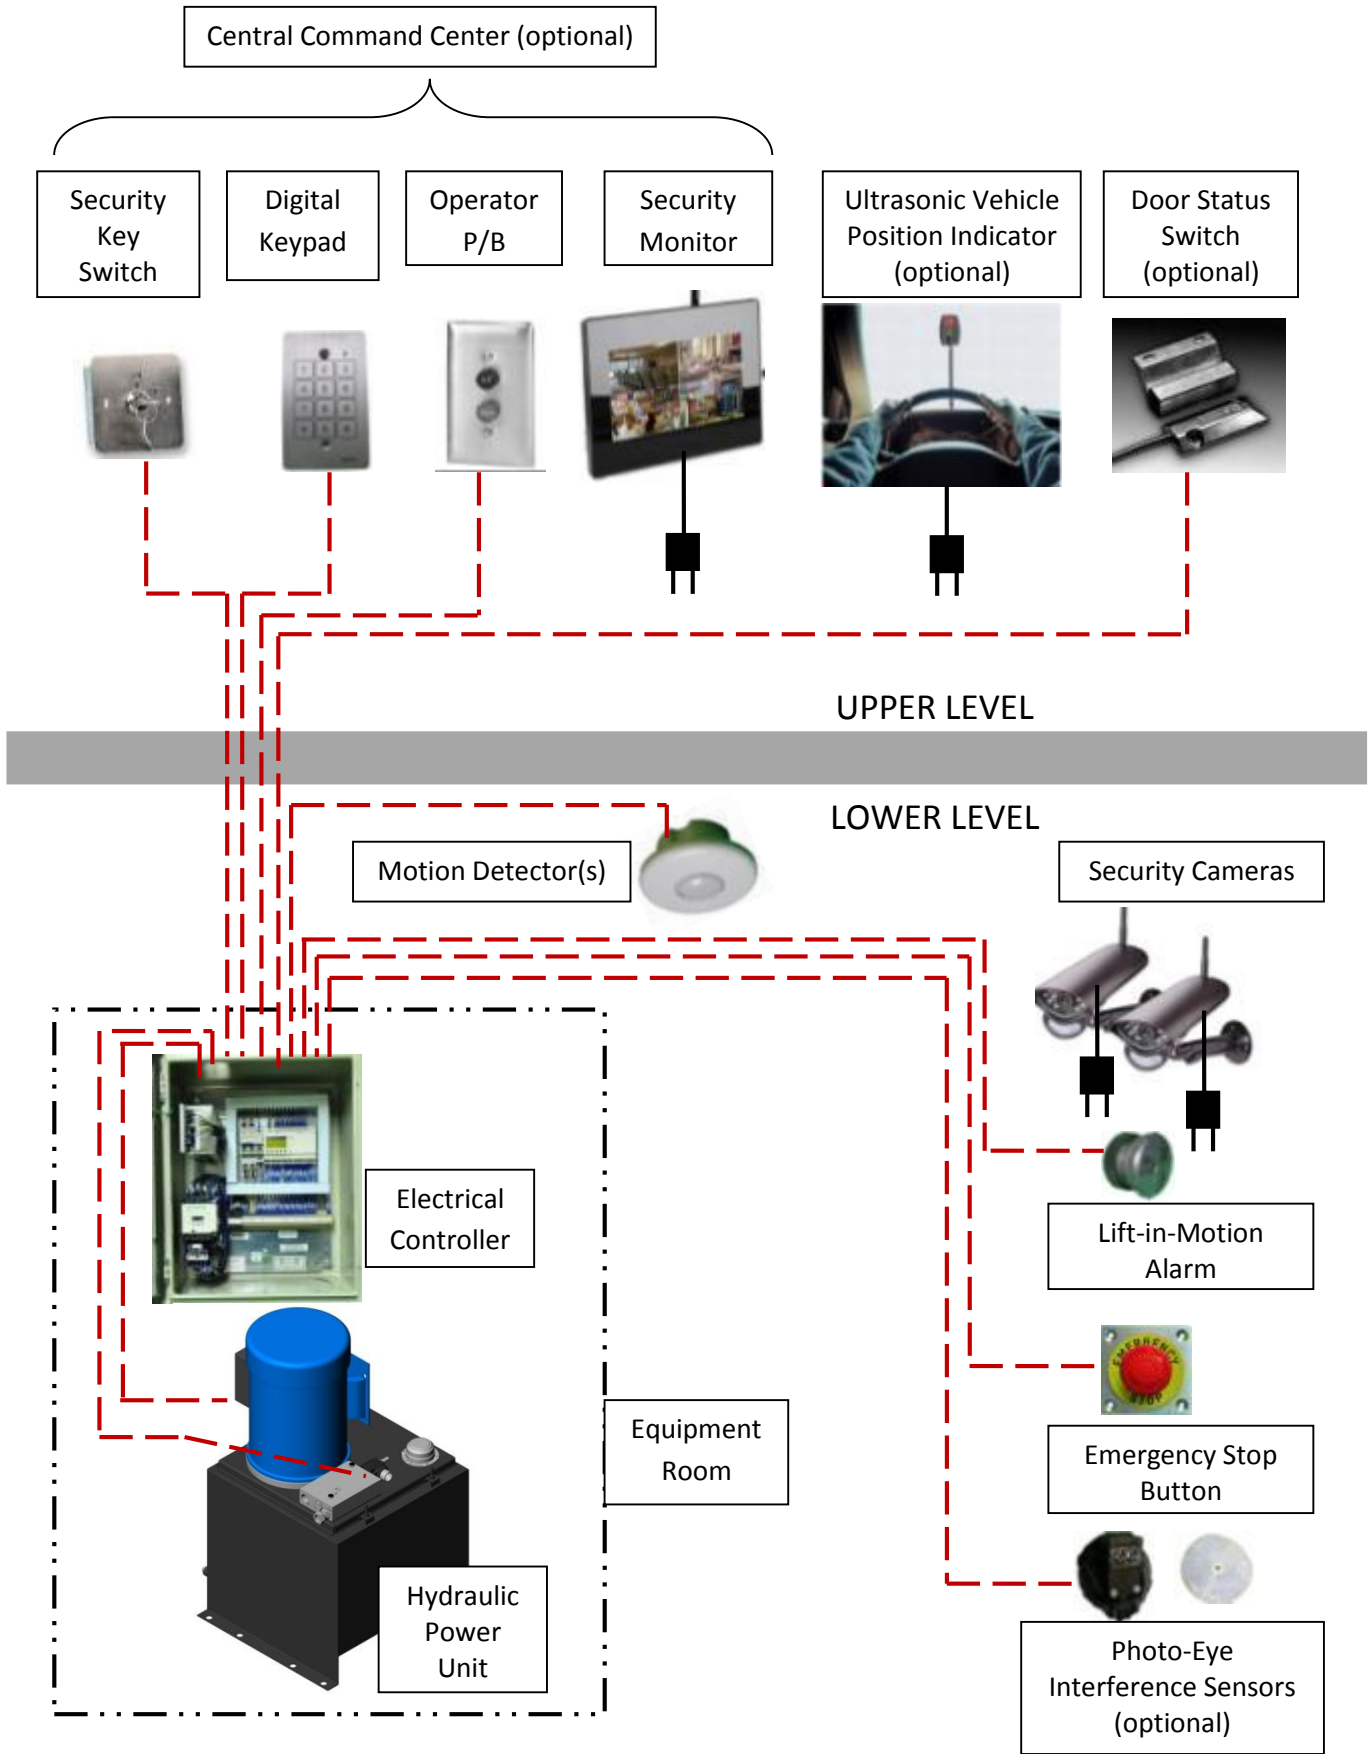 Central Command Center (optional)
Security
Key
Switch
Digital
Keypad
Operator
P/B
Security
Monitor
Ultrasonic Vehicle
Position Indicator
(optional)
Door Status
Switch
(optional)
UPPER LEVEL
LOWER LEVEL
Motion Detector(s)
Security Cameras
Electrical
Controller
Lift-in-Motion
Alarm
EMERGENCY
STOP
Equipment
Room
Emergency Stop
Button
Hydraulic
Power
Unit
Photo-Eye
Interference Sensors
(optional)